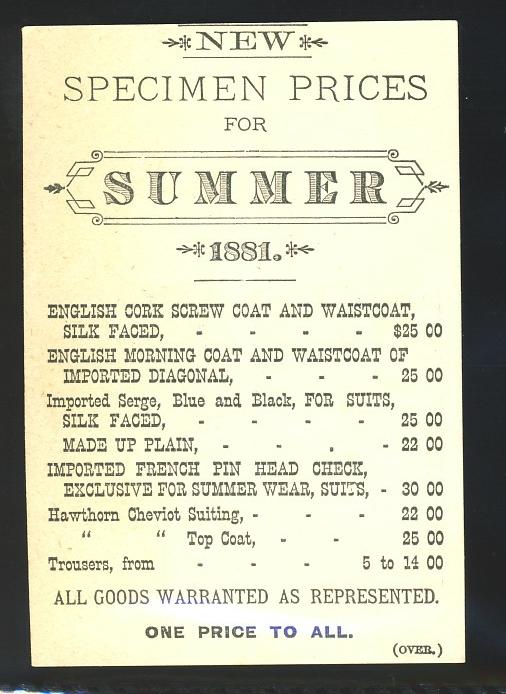 NEW
SPECIMEN PRICES
FOR
SUMMER
1881.
ENGLISH CORK SCREW COAT AND WAISTCOAT,
SILK FACED, - - - - $25 00
ENGLISH MORNING COAT AND WAISTCOAT OF
IMPORTED DIAGONAL, - - - 25 00
Imported Serge, Blue and Black, FOR SUITS,
SILK FACED, - - - - 25 00
MADE UP PLAIN, - - . - 22 00
IMPORTED FRENCH PIN HEAD CHECK,
EXCLUSIVE FOR SUMMER WEAR, SUITS, - 30 00
Hawthorn Cheviot Suiting, - - - 22 00
“ “ Top Coat, - - 25 00
Trousers, from - - - 5 to 14 00
ALL GOODS WARRANTED AS REPRESENTED.
ONE PRICE TO ALL.
(OVER.)